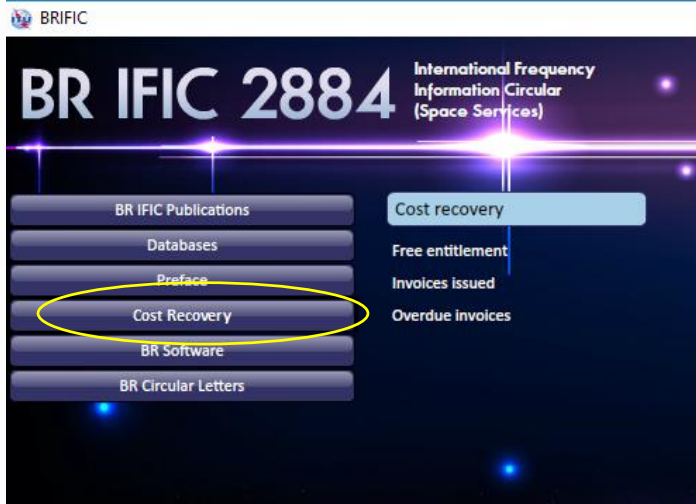 BRIFIC
BR IFIC 2884
International Frequency
Information Circular
(Space Services)
BR IFIC Publications
Databases
Preface
Cost Recovery
BR Software
BR Circular Letters
Cost recovery
Free entitlement
Invoices issued
Overdue invoices